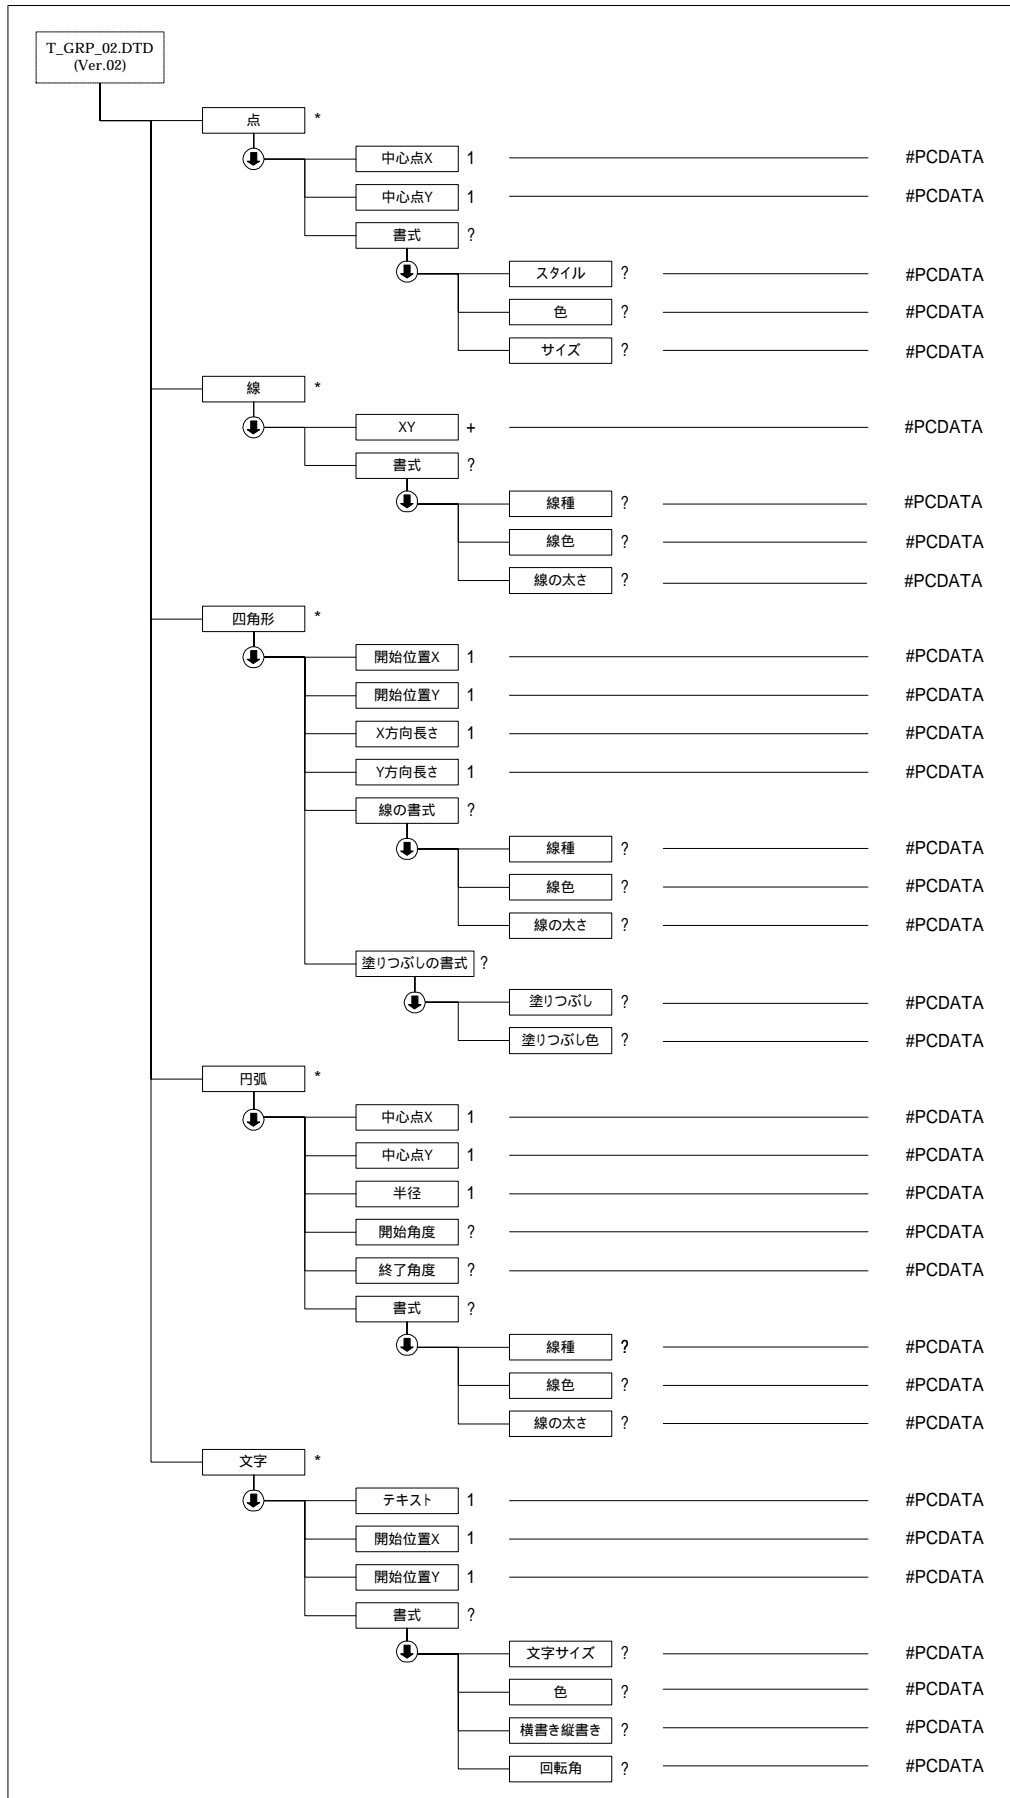 T_GRP_02.DTD
(Ver.02)
点 *
中心点X 1 #PCDATA
中心点Y 1 #PCDATA
書式 ?
スタイル ? #PCDATA
色 ? #PCDATA
サイズ ? #PCDATA
線 *
XY + #PCDATA
書式 ?
線種 ? #PCDATA
線色 ? #PCDATA
線の太さ ? #PCDATA
四角形 *
開始位置X 1 #PCDATA
開始位置Y 1 #PCDATA
X方向長さ 1 #PCDATA
Y方向長さ 1 #PCDATA
線の書式 ?
線種 ? #PCDATA
線色 ? #PCDATA
線の太さ ? #PCDATA
塗りつぶしの書式 ?
塗りつぶし ? #PCDATA
塗りつぶし色 ? #PCDATA
円弧 *
中心点X 1 #PCDATA
中心点Y 1 #PCDATA
半径 1 #PCDATA
開始角度 ? #PCDATA
終了角度 ? #PCDATA
書式 ?
線種 ? #PCDATA
線色 ? #PCDATA
線の太さ ? #PCDATA
文字 *
テキスト 1 #PCDATA
開始位置X 1 #PCDATA
開始位置Y 1 #PCDATA
書式 ?
文字サイズ ? #PCDATA
色 ? #PCDATA
横書き縦書き ? #PCDATA
回転角 ? #PCDATA